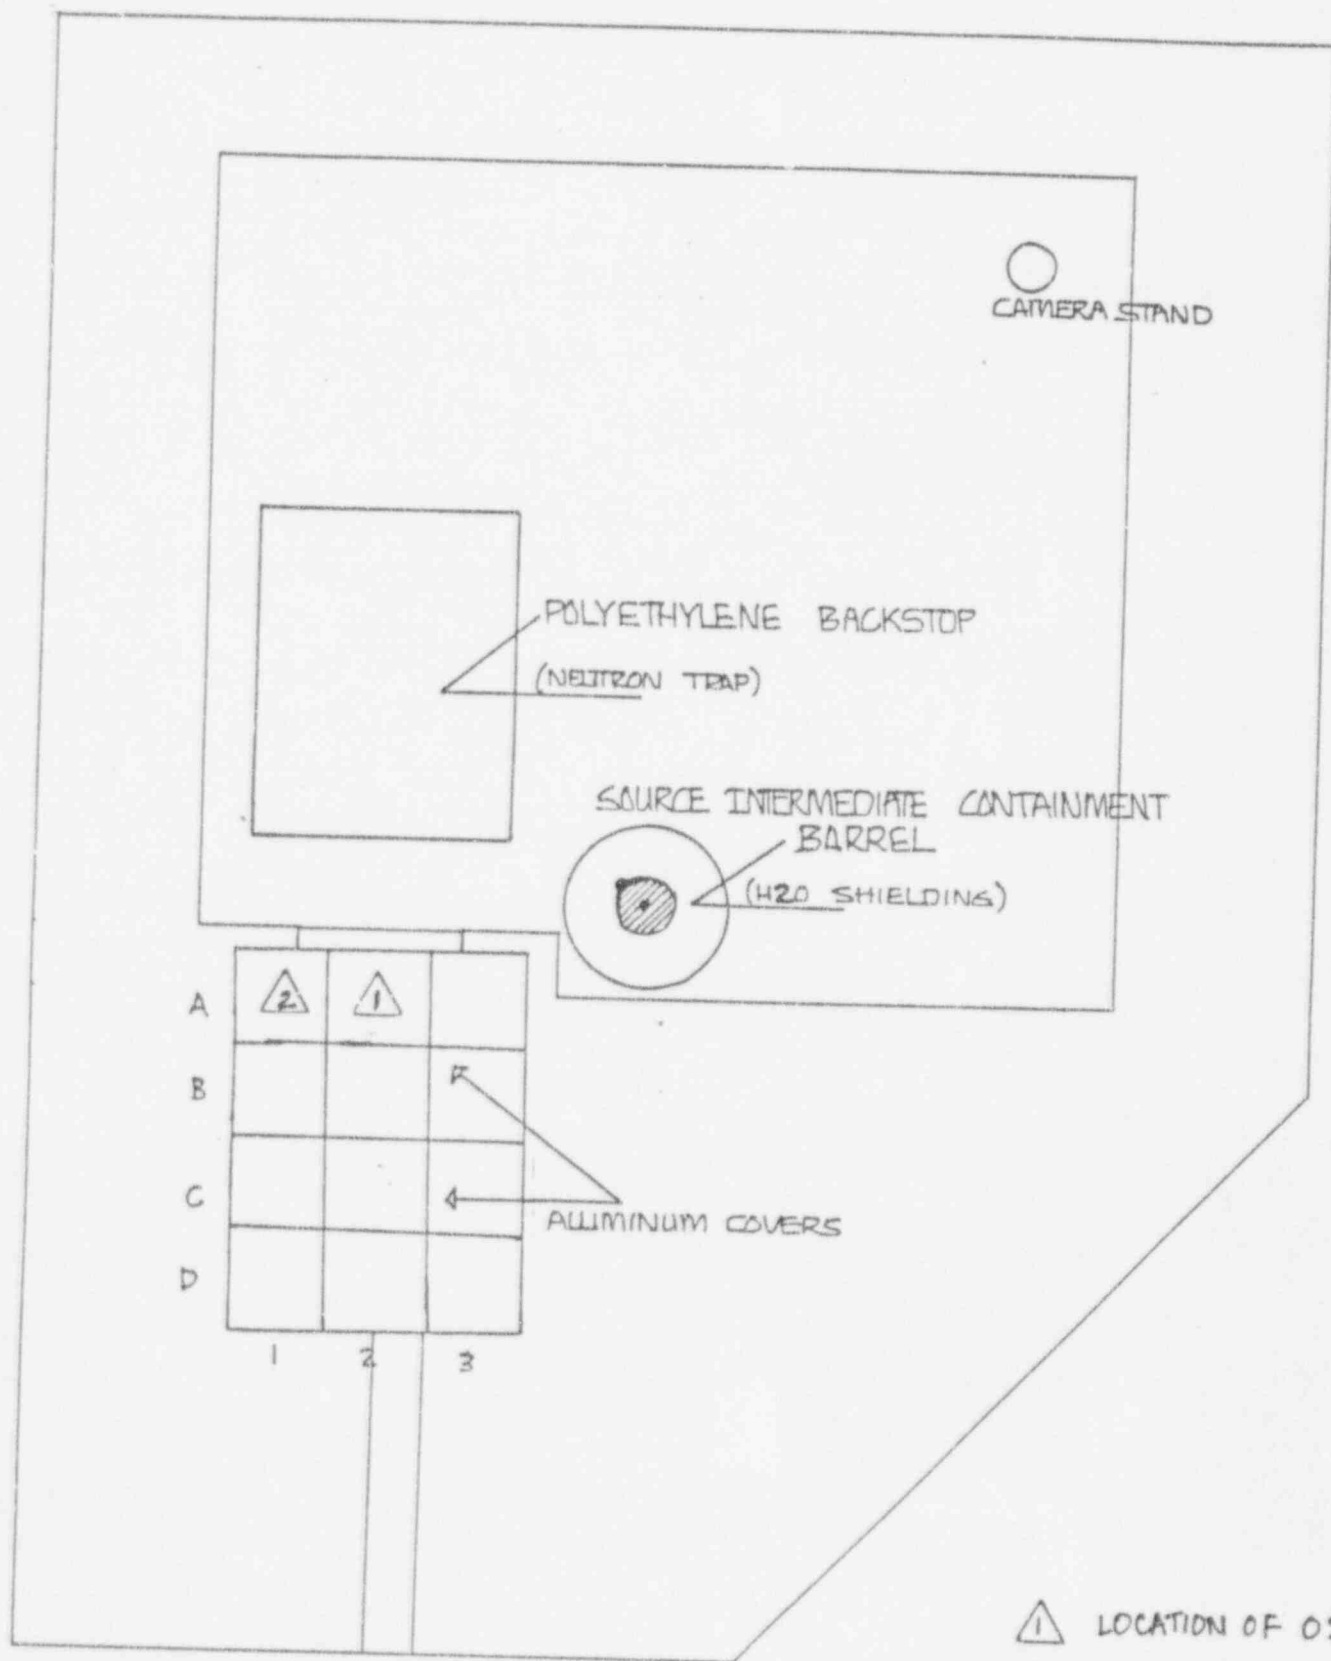 CAMERA STAND
POLYETHYLENE BACKSTOP
(NEUTRON TRAP)
SOURCE INTERMEDIATE CONTAINMENT
BARREL
(H2O SHIELDING)
2 1
A
B
C
ALUMINUM COVERS
D
1 2 3
1 LOCATION OF